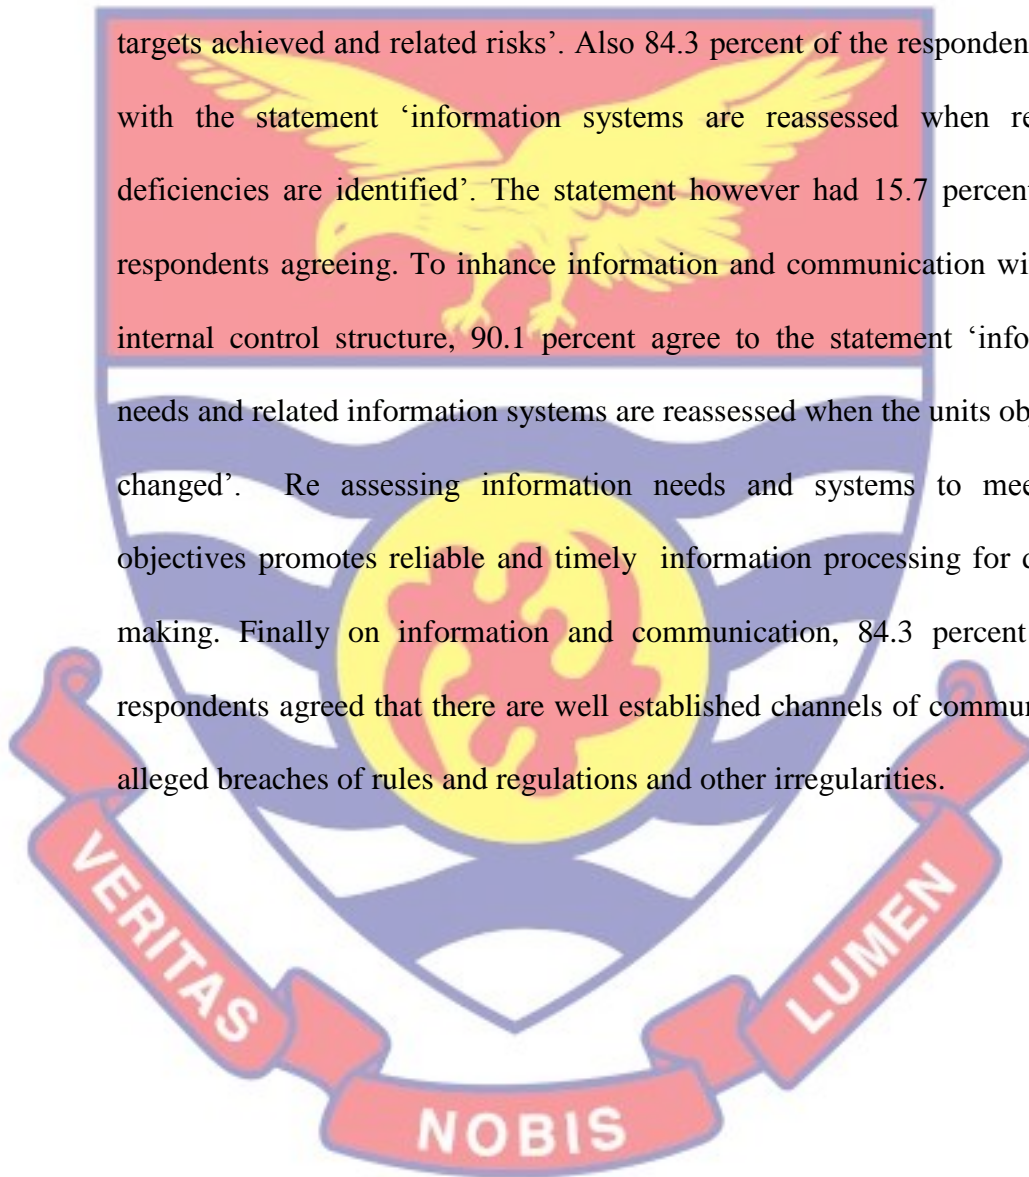 targets achieved and related risks’. Also 84.3 percent of the responden
with the statement ‘information systems are reassessed when re
deficiencies are identified’. The statement however had 15.7 percent
respondents agreeing. To inhance information and communication wi
internal control structure, 90.1 percent agree to the statement ‘info
needs and related information systems are reassessed when the units ob
changed’. Re assessing information needs and systems to mee
objectives promotes reliable and timely information processing for d
making. Finally on information and communication, 84.3 percent
respondents agreed that there are well established channels of commu
alleged breaches of rules and regulations and other irregularities.
VERITAS
NOBIS
LUMEN